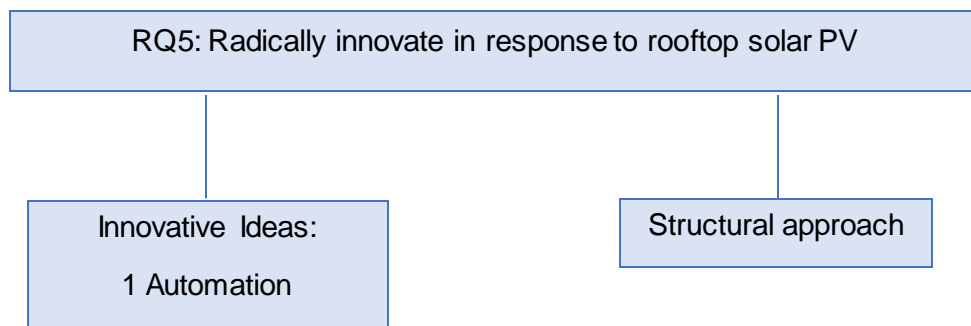 RQ5: Radically innovate in response to rooftop solar PV
Innovative Ideas:
1 Automation
Structural approach